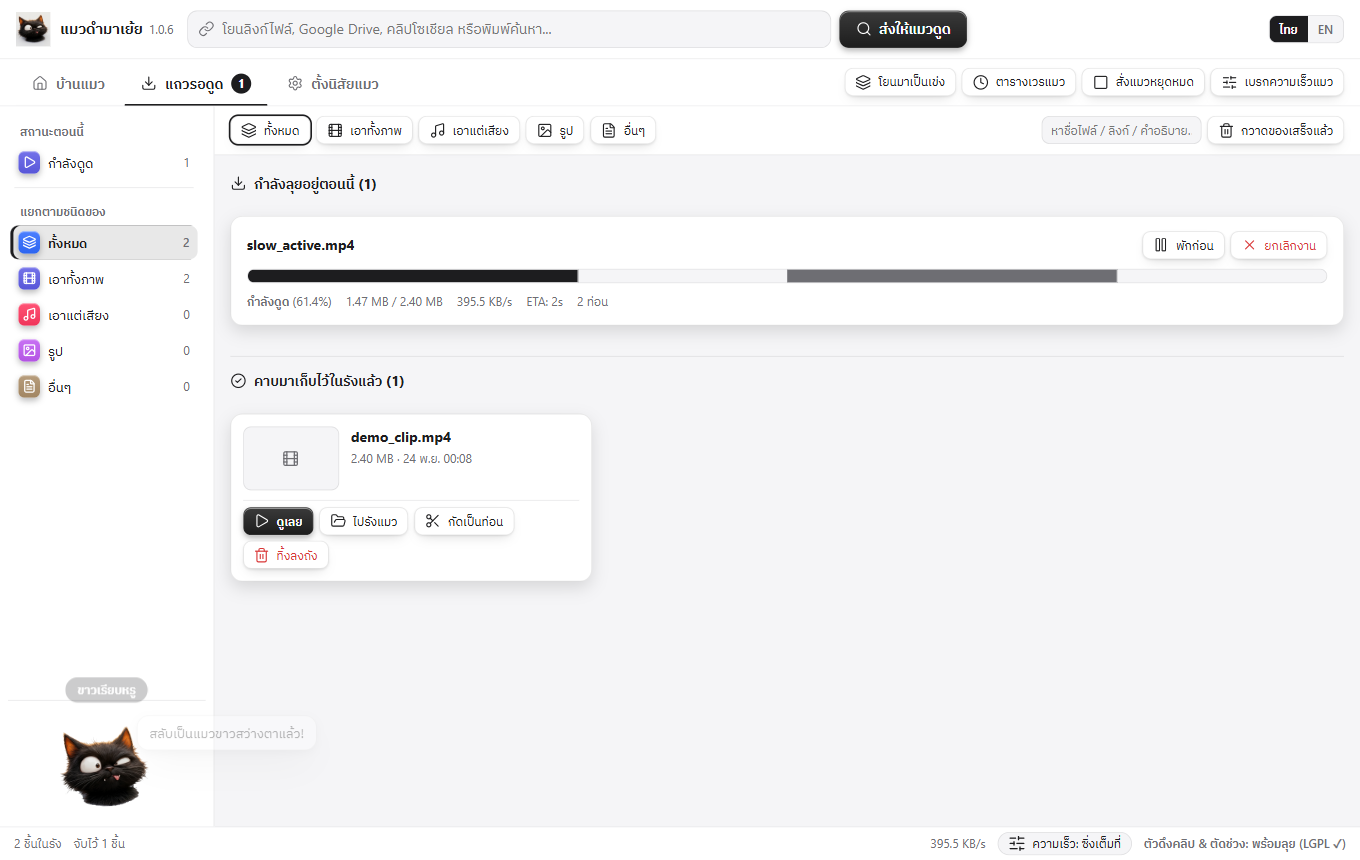 แมวดำมาเย้ย 1.0.6
โยนลิงก์ไฟล์, Google Drive, คลิปโซเชียล หรือพิมพ์ค้นหา...
ส่งให้แมวดูด
ไทย EN
บ้านแมว
แถวรอดูด 1
ตั้งนิสัยแมว
โยนมาเป็นเข่ง
ตารางเวรแมว
สั่งแมวหยุดหมด
เบรกความเร็วแมว
สถานะตอนนี้
กำลังดูด 1
แยกตามชนิดของ
ทั้งหมด 2
เอาทั้งภาพ 2
เอาแต่เสียง 0
รูป 0
อื่นๆ 0
ทั้งหมด
เอาทั้งภาพ
เอาแต่เสียง
รูป
อื่นๆ
หาชื่อไฟล์ / ลิงก์ / คำอธิบาย.
กวาดของเสร็จแล้ว
กำลังลุยอยู่ตอนนี้ (1)
slow_active.mp4
พักก่อน
ยกเลิกงาน
กำลังดูด (61.4%) 1.47 MB / 2.40 MB 395.5 KB/s ETA: 2s 2 ท่อน
คาบมาเก็บไว้ในรังแล้ว (1)
demo_clip.mp4
2.40 MB · 24 พ.ย. 00:08
ดูเลย
ไปรังแมว
กัดเป็นท่อน
ทิ้งลงถัง
ขาวเรียบหรู
สลับเป็นแมวขาวสว่างตาแล้ว!
2 ชิ้นในรัง จับไว้ 1 ชิ้น
395.5 KB/s
ความเร็ว: ซิ่งเต็มที่
ตัวดึงคลิป & ตัดช่วง: พร้อมลุย (LGPL ✓)